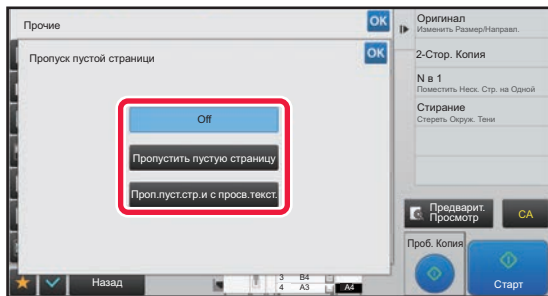 Прочие
OK
Пропуск пустой страници
OK
Off
Пропустить пустую страницу
Проп.пуст.стр.и с просв.текст.
Оригинал
Изменить Размер/Направл.
2-Стор. Копия
N в 1
Поместить Неск. Стр. на Одной
Стирание
Стереть Окруж. Тени
Предварит.
Просмотр
CA
Проб. Копия
Старт
Назад
3 B4
4 A3
A4